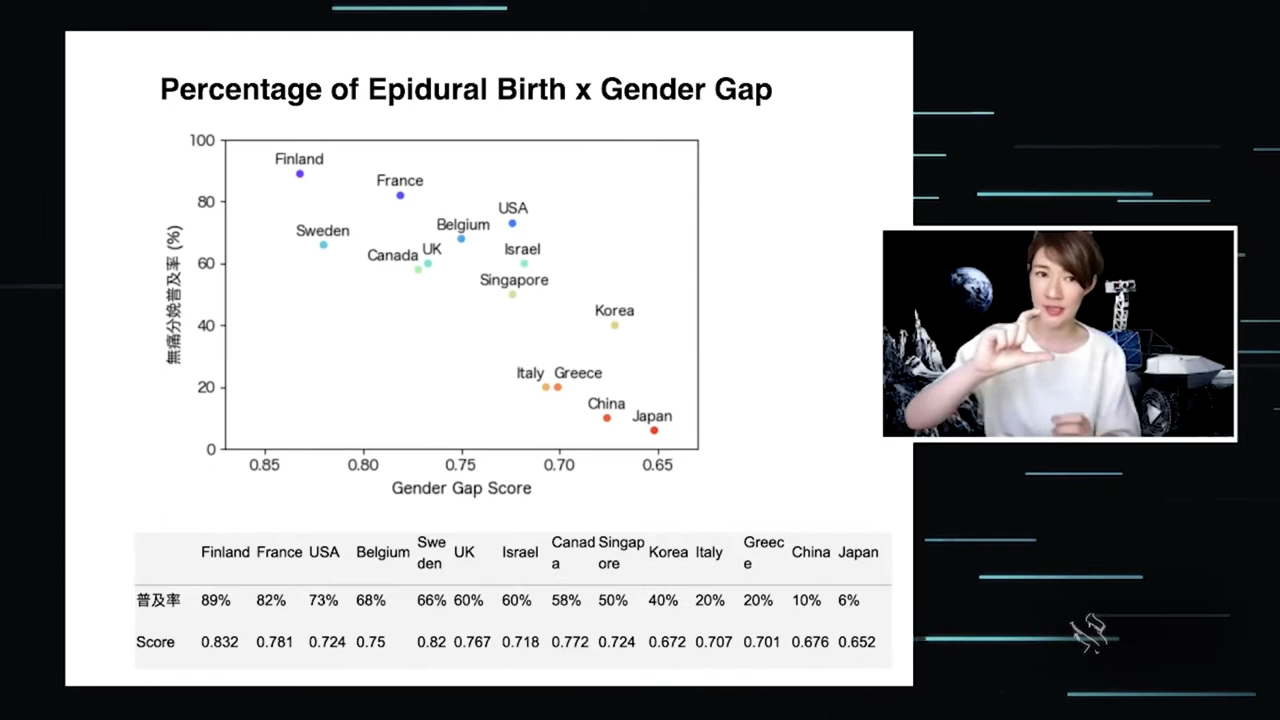 Percentage of Epidural Birth x Gender Gap
100
80
60
40
20
0
無痛分娩普及率 (%)
Finland
France
USA
Sweden
Belgium
Canada
UK
Israel
Singapore
Korea
Italy
Greece
China
Japan
0.85 0.80 0.75 0.70 0.65
Gender Gap Score
Finland France USA Belgium Swe den UK Israel Canad a Singap ore Korea Italy Greec e China Japan
普及率 89% 82% 73% 68% 66% 60% 60% 58% 50% 40% 20% 20% 10% 6%
Score 0.832 0.781 0.724 0.75 0.82 0.767 0.718 0.772 0.724 0.672 0.707 0.701 0.676 0.652